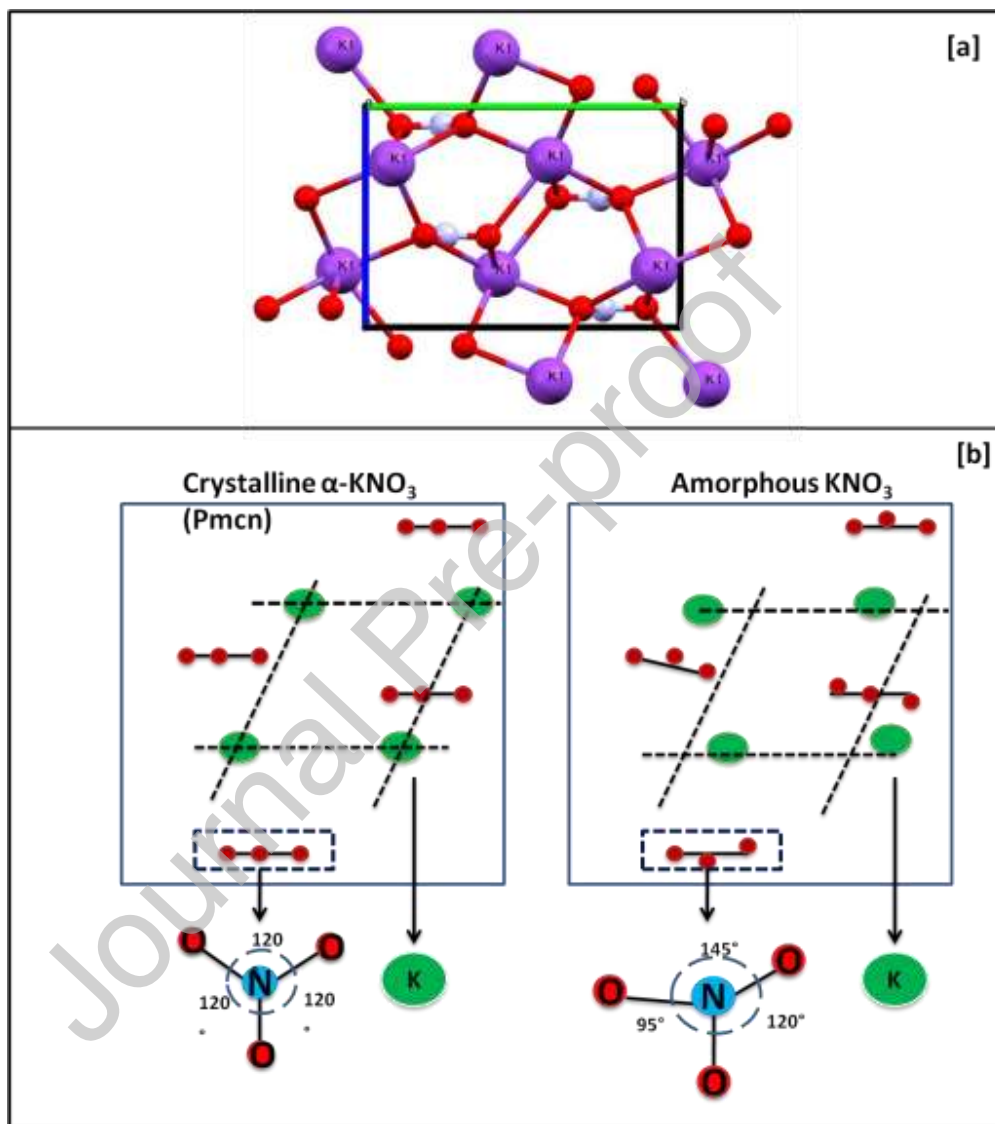 [a]
K1 K1
K1 K1 K1
K1 K1 K1
K1 K1
[b]
Crystalline α-KNO₃
(Pmcn)
Amorphous KNO₃
120
O O
N
120 120
O
K
145°
O O
N
95° 120°
O
K
Journal Pre-proof